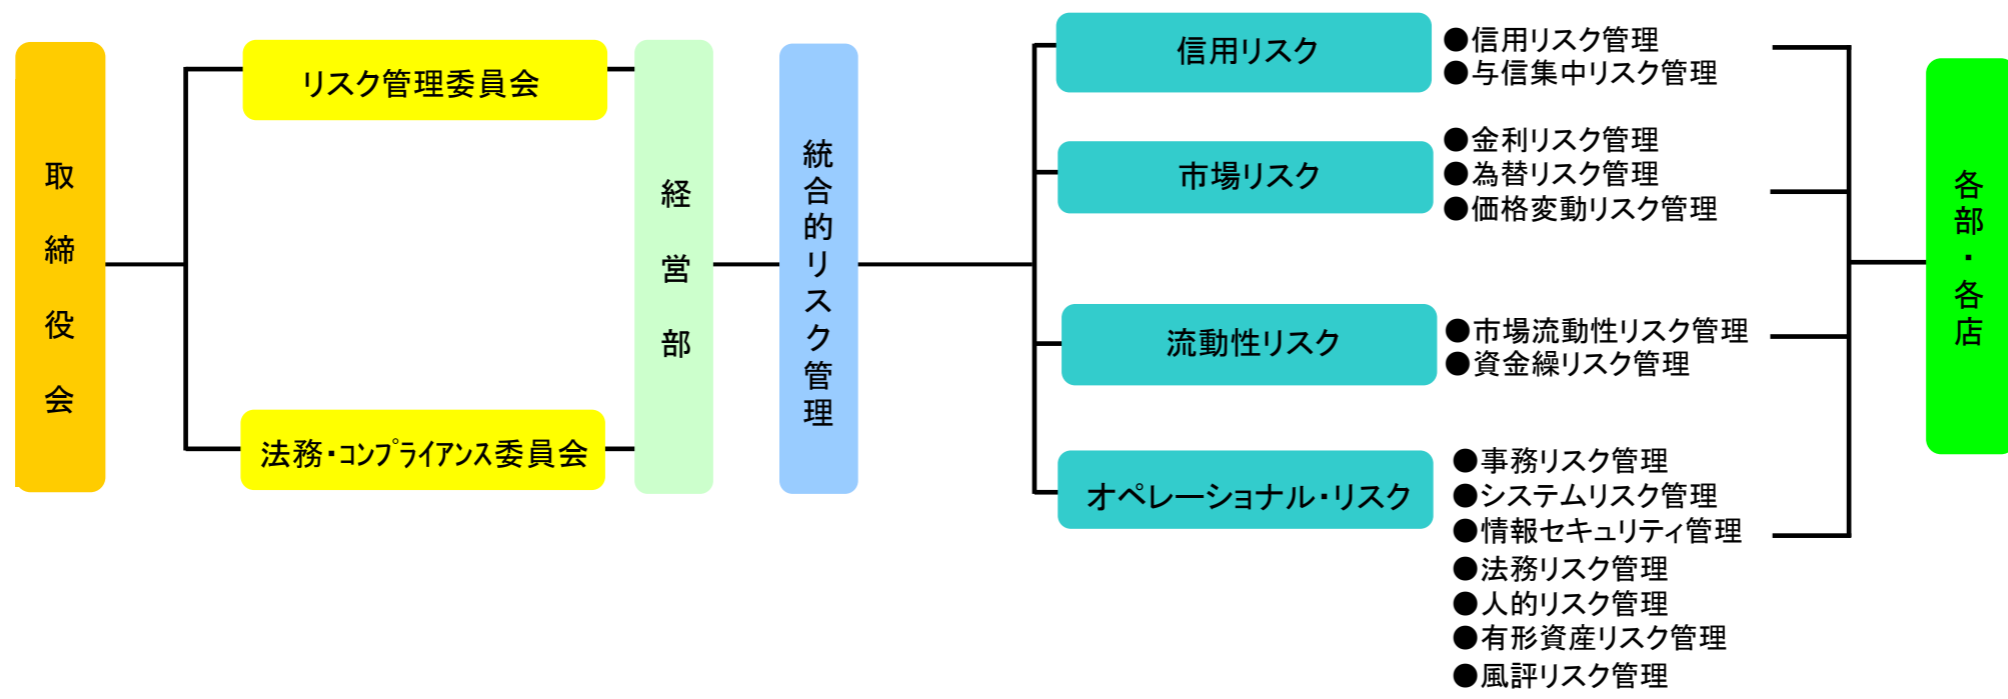 取締役会
リスク管理委員会
法務・コンプライアンス委員会
経営部
統合的リスク管理
信用リスク
●信用リスク管理
●与信集中リスク管理
市場リスク
●金利リスク管理
●為替リスク管理
●価格変動リスク管理
流動性リスク
●市場流動性リスク管理
●資金繰リスク管理
オペレーショナル・リスク
●事務リスク管理
●システムリスク管理
●情報セキュリティ管理
●法務リスク管理
●人的リスク管理
●有形資産リスク管理
●風評リスク管理
各部・各店